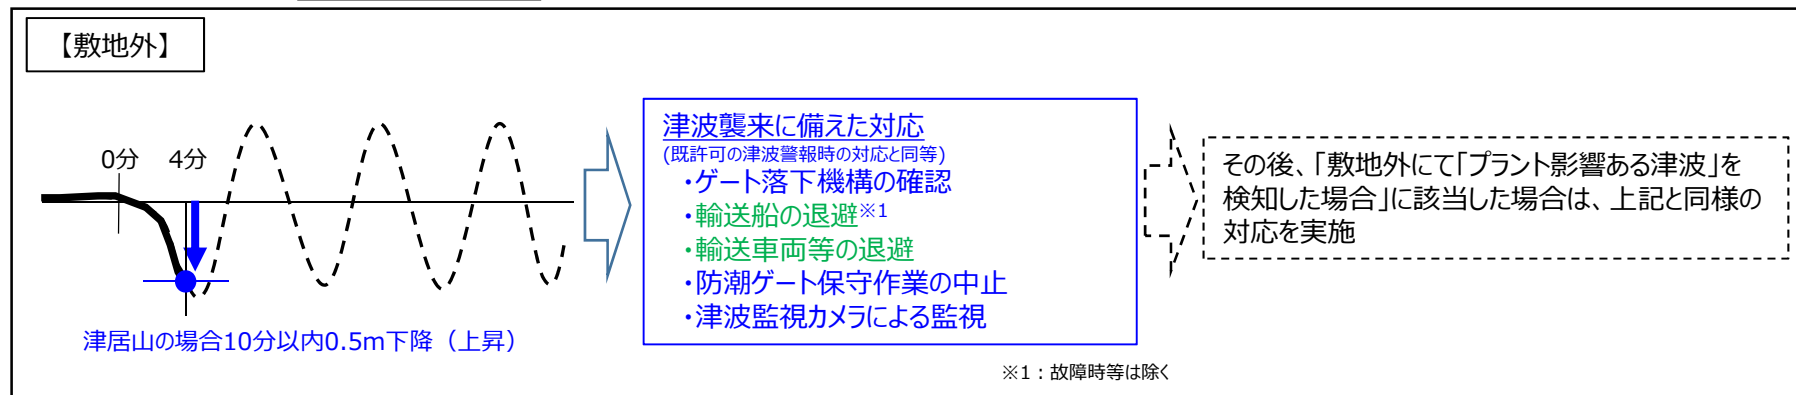 【敷地外】
0分
4分
津居山の場合10分以内0.5m下降（上昇）
津波襲来に備えた対応
(既許可の津波警報時の対応と同等)
・ゲート落下機構の確認
・輸送船の退避※1
・輸送車両等の退避
・防潮ゲート保守作業の中止
・津波監視カメラによる監視
※1：故障時等は除く
その後、「敷地外にて「プラント影響ある津波」を
検知した場合」に該当した場合は、上記と同様の
対応を実施